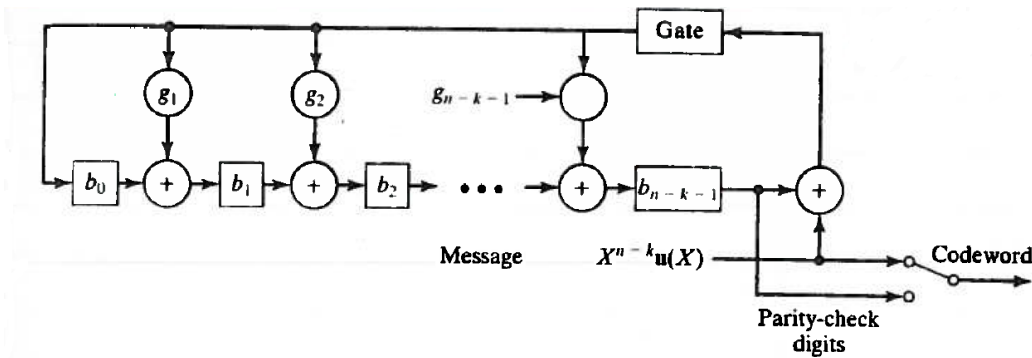 Gate
g₁
g₂
gₙ₋ₖ₋₁
b₀
+
b₁
+
b₂
•••
+
bₙ₋ₖ₋₁
+
Message
Xⁿ⁻ᵏu(X)
Codeword
Parity-check
digits